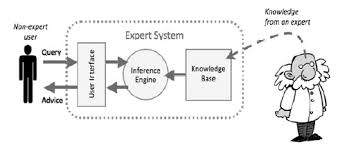 Non-expert
user
Query
Advice
Expert System
User Interface
Inference
Engine
Knowledge
Base
Knowledge
from an expert